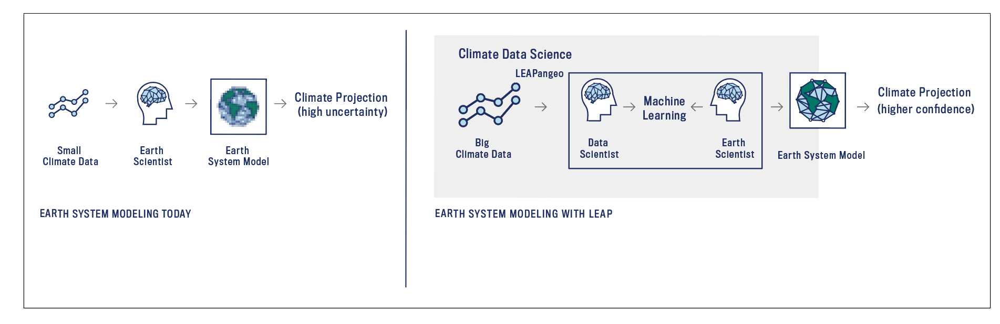 Small
Climate Data
Earth
Scientist
Earth
System Model
Climate Projection
(high uncertainty)
EARTH SYSTEM MODELING TODAY
Climate Data Science
LEAPangeo
Big
Climate Data
Data
Scientist
Machine
Learning
Earth
Scientist
Earth System Model
Climate Projection
(higher confidence)
EARTH SYSTEM MODELING WITH LEAP